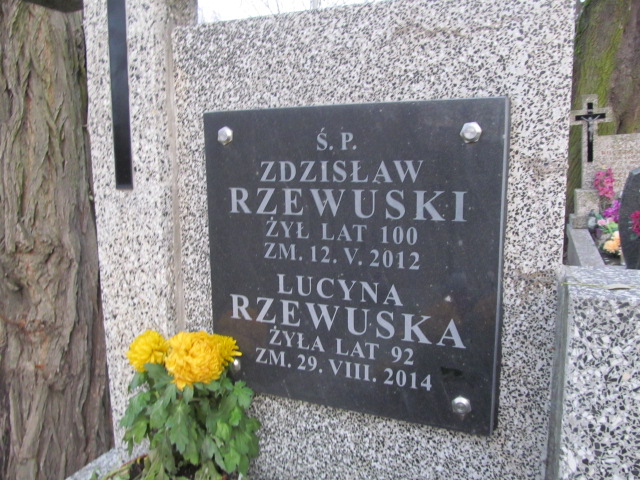 Ś. P.
ZDZISŁAW
RZEWUSKI
ŻYŁ LAT 100
ZM. 12. V. 2012
LUCYNA
RZEWUSKA
ŻYŁA LAT 92
ZM. 29. VIII. 2014